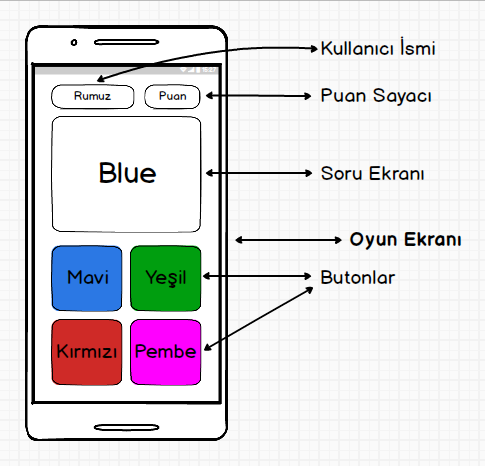 Kullanıcı İsmi
Rumuz
Puan
Puan Sayacı
Blue
Soru Ekranı
Oyun Ekranı
Mavi
Yeşil
Butonlar
Kırmızı
Pembe